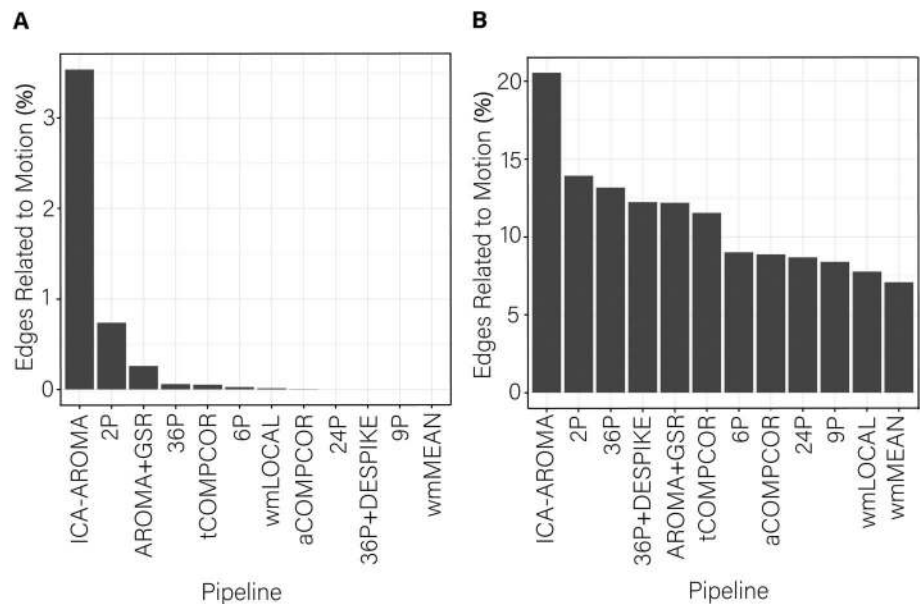 A
Edges Related to Motion (%)
3
2
1
0
ICA-AROMA
2P
AROMA+GSR
36P
tCOMPCOR
6P
wmLOCAL
aCOMPCOR
24P
36P+DESPIKE
9P
wmMEAN
Pipeline
B
Edges Related to Motion (%)
20
15
10
5
0
ICA-AROMA
2P
36P
36P+DESPIKE
AROMA+GSR
tCOMPCOR
6P
aCOMPCOR
24P
9P
wmLOCAL
wmMEAN
Pipeline